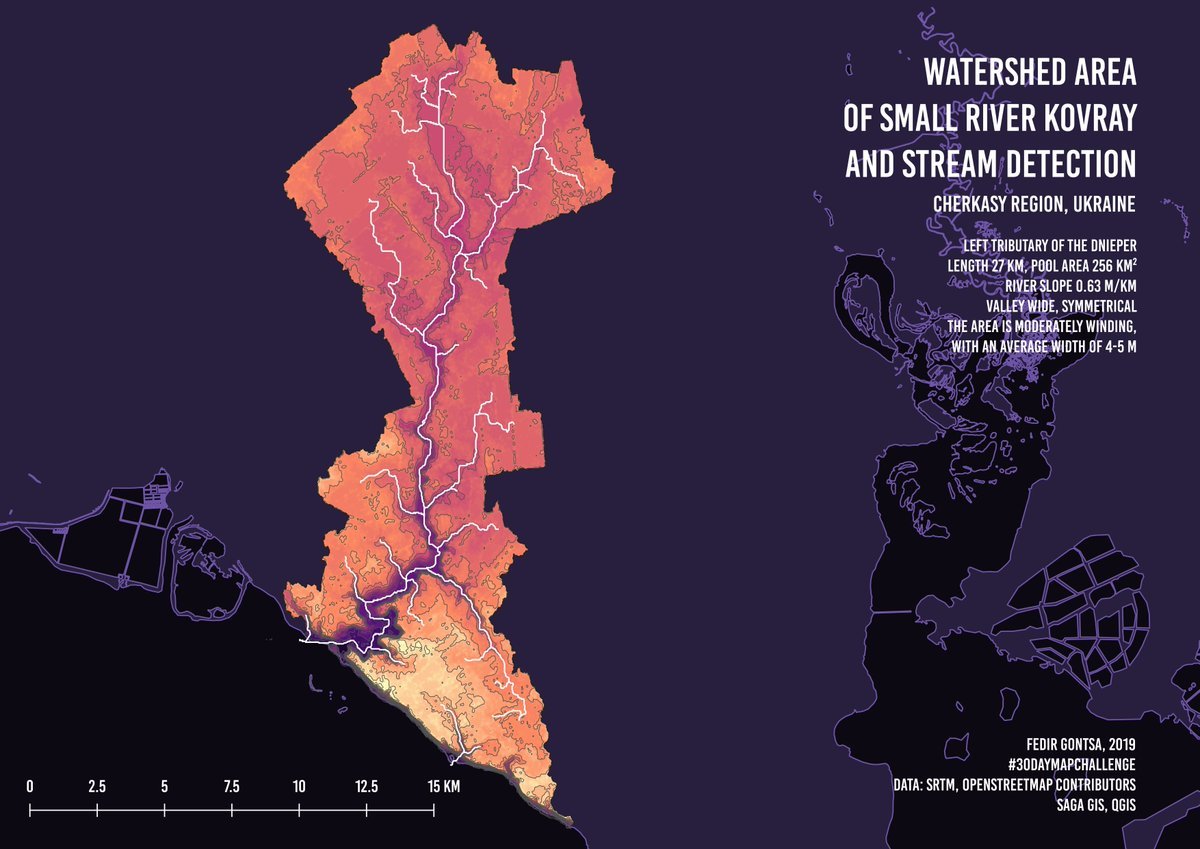 WATERSHED AREA
OF SMALL RIVER KOVRAY
AND STREAM DETECTION
CHERKASY REGION, UKRAINE
LEFT TRIBUTARY OF THE DNIEPER
LENGTH 27 KM, POOL AREA 256 KM²
RIVER SLOPE 0.63 M/KM
VALLEY WIDE, SYMMETRICAL
THE AREA IS MODERATELY WINDING,
WITH AN AVERAGE WIDTH OF 4-5 M
FEDIR GONTSA, 2019
#30DAYMAPCHALLENGE
DATA: SRTM, OPENSTREETMAP CONTRIBUTORS
SAGA GIS, QGIS
0 2.5 5 7.5 10 12.5 15 KM